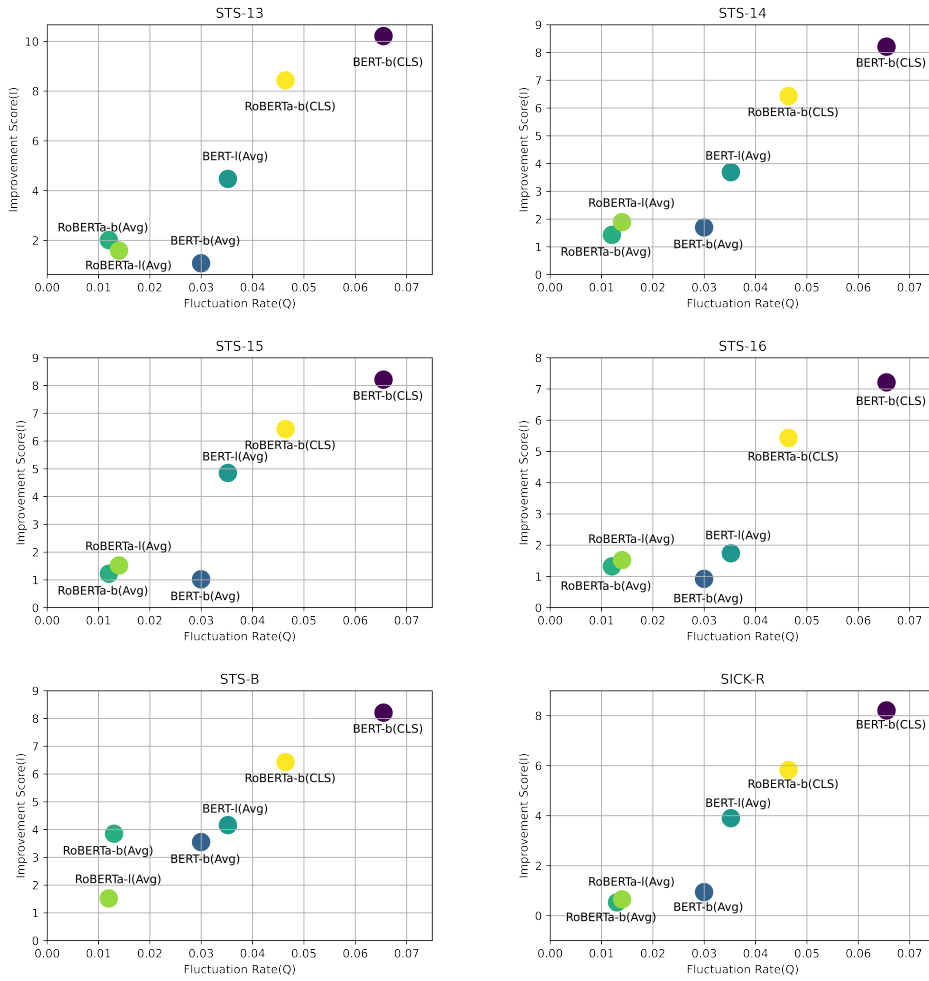 STS-13
Improvement Score(I)
10
8
6
4
2
BERT-b(CLS)
RoBERTa-b(CLS)
BERT-l(Avg)
RoBERTa-b(Avg)
BERT-b(Avg)
RoBERTa-l(Avg)
0.00 0.01 0.02 0.03 0.04 0.05 0.06 0.07
Fluctuation Rate(Q)
STS-14
Improvement Score(I)
9
8
7
6
5
4
3
2
1
0
BERT-b(CLS)
RoBERTa-b(CLS)
BERT-l(Avg)
RoBERTa-l(Avg)
BERT-b(Avg)
RoBERTa-b(Avg)
0.00 0.01 0.02 0.03 0.04 0.05 0.06 0.07
Fluctuation Rate(Q)
STS-15
Improvement Score(I)
9
8
7
6
5
4
3
2
1
0
BERT-b(CLS)
RoBERTa-b(CLS)
BERT-l(Avg)
RoBERTa-l(Avg)
RoBERTa-b(Avg)
BERT-b(Avg)
0.00 0.01 0.02 0.03 0.04 0.05 0.06 0.07
Fluctuation Rate(Q)
STS-16
Improvement Score(I)
8
7
6
5
4
3
2
1
0
BERT-b(CLS)
RoBERTa-b(CLS)
BERT-l(Avg)
RoBERTa-l(Avg)
RoBERTa-b(Avg)
BERT-b(Avg)
0.00 0.01 0.02 0.03 0.04 0.05 0.06 0.07
Fluctuation Rate(Q)
STS-B
Improvement Score(I)
9
8
7
6
5
4
3
2
1
0
BERT-b(CLS)
RoBERTa-b(CLS)
BERT-l(Avg)
RoBERTa-b(Avg)
BERT-b(Avg)
RoBERTa-l(Avg)
0.00 0.01 0.02 0.03 0.04 0.05 0.06 0.07
Fluctuation Rate(Q)
SICK-R
Improvement Score(I)
8
6
4
2
0
BERT-b(CLS)
RoBERTa-b(CLS)
BERT-l(Avg)
RoBERTa-l(Avg)
BERT-b(Avg)
RoBERTa-b(Avg)
0.00 0.01 0.02 0.03 0.04 0.05 0.06 0.07
Fluctuation Rate(Q)